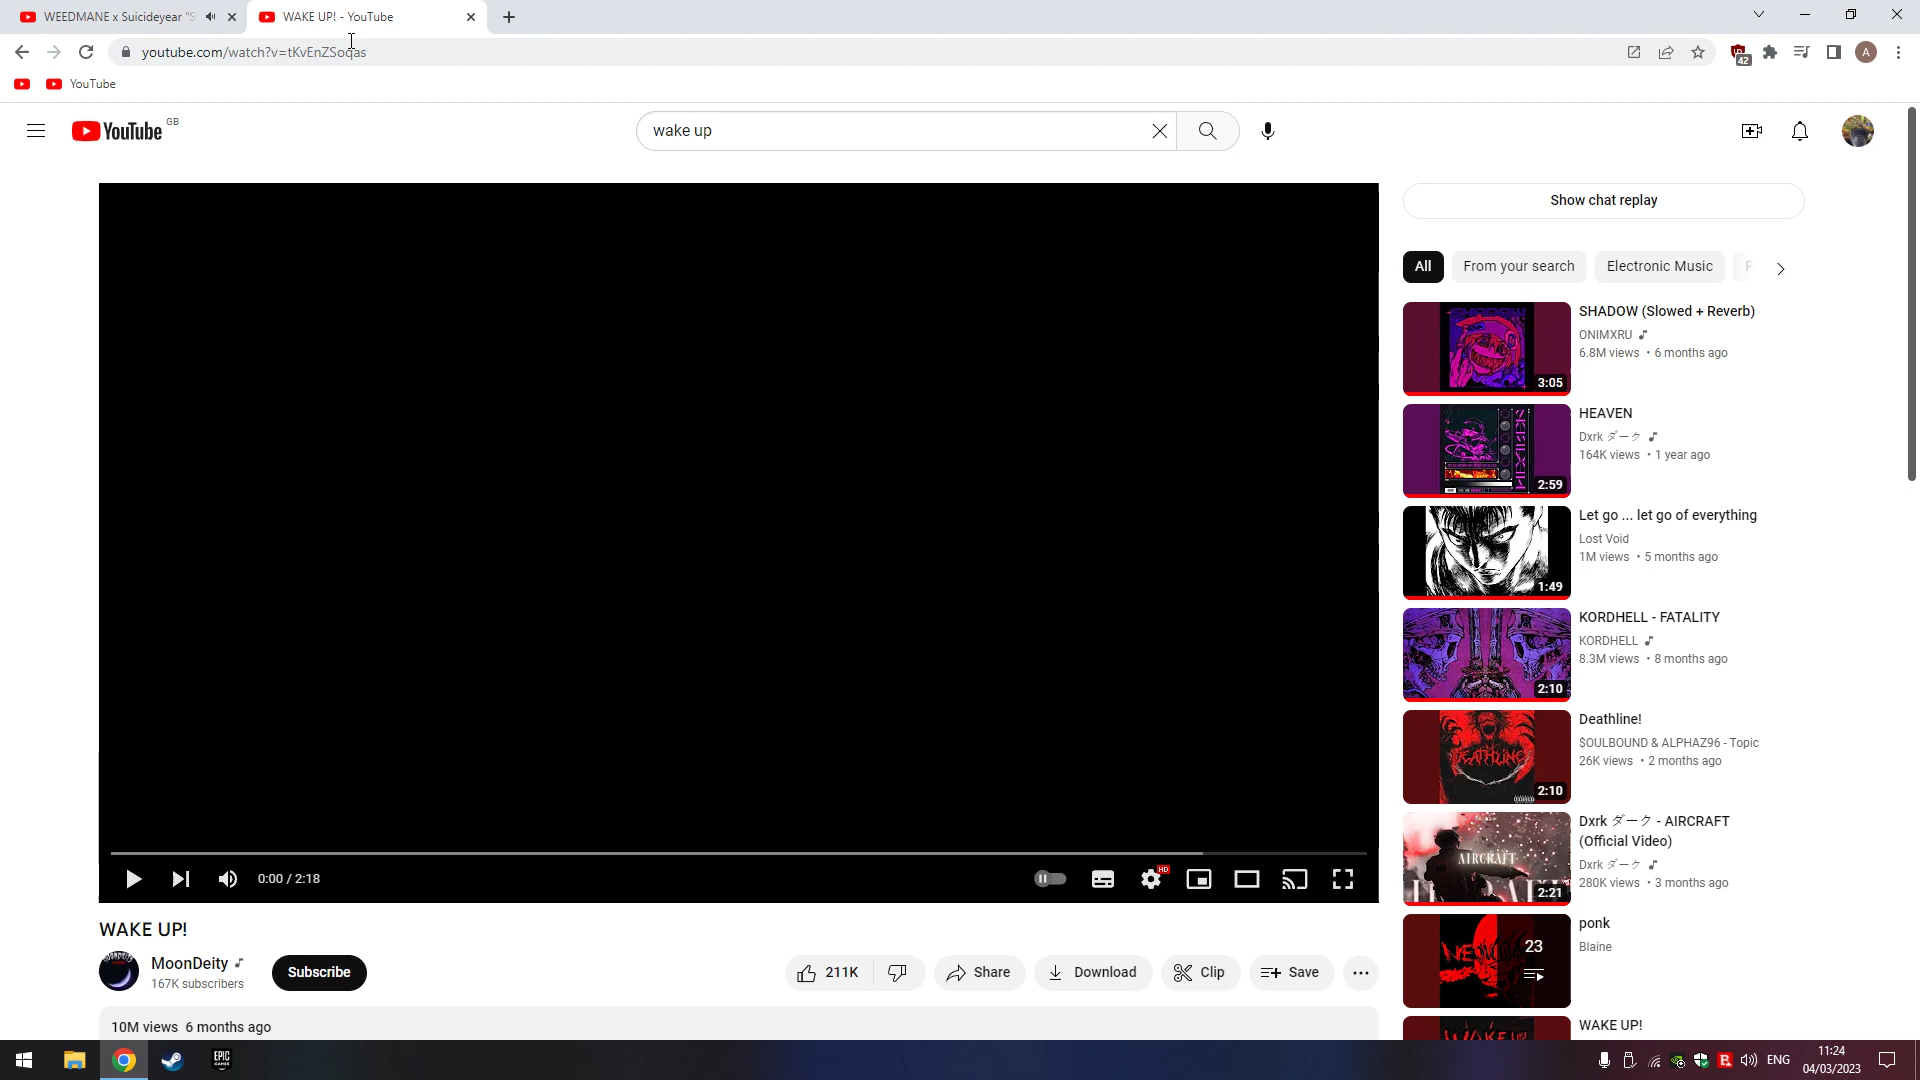 WEEDMANE x Suicideyear "S
WAKE UP! - YouTube
youtube.com/watch?v=tKvEnZSoqas
42
A
YouTube
YouTube GB
wake up
Show chat replay
All
From your search
Electronic Music
SHADOW (Slowed + Reverb)
ONIMXRU
6.8M views • 6 months ago
3:05
HEAVEN
Dxrk ダーク
164K views • 1 year ago
2:59
Let go ... let go of everything
Lost Void
1M views • 5 months ago
1:49
KORDHELL - FATALITY
KORDHELL
8.3M views • 8 months ago
2:10
Deathline!
$OULBOUND & ALPHAZ96 - Topic
26K views • 2 months ago
DEATHLINE
2:10
Dxrk ダーク - AIRCRAFT
(Official Video)
Dxrk ダーク
280K views • 3 months ago
AIRCRAFT
2:21
ponk
Blaine
23
WAKE UP!
0:00 / 2:18
HD
WAKE UP!
MoonDeity
167K subscribers
Subscribe
211K
Share
Download
Clip
Save
10M views 6 months ago
EPIC
GAMES
ENG
11:24
04/03/2023